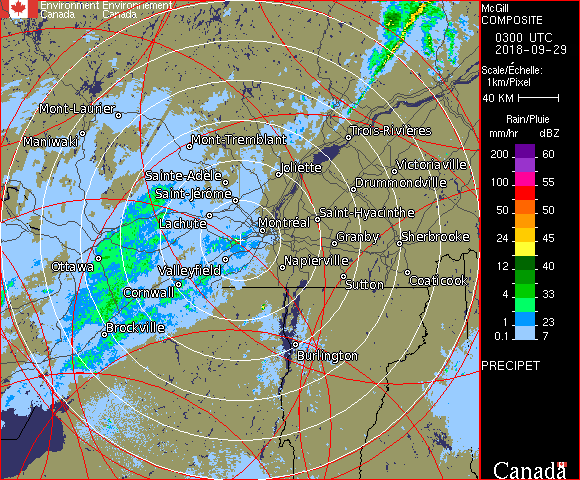 Environment Environnement
Canada Canada
McGill
COMPOSITE
0300 UTC
2018-09-29
Scale/Échelle:
1km/Pixel
40 KM
Rain/Pluie
mm/hr dBZ
200 60
100 55
50 50
24 45
12 40
4 33
1 23
0.1 7
PRECIPET
Canada
Mont-Laurier
Maniwaki
Mont-Tremblant
Trois-Rivières
Sainte-Adèle
Joliette
Victoriaville
Saint-Jérôme
Drummondville
Lachute
Montréal
Saint-Hyacinthe
Granby
Sherbrooke
Ottawa
Valleyfield
Napierville
Cornwall
Sutton
Coaticook
Brockville
Burlington